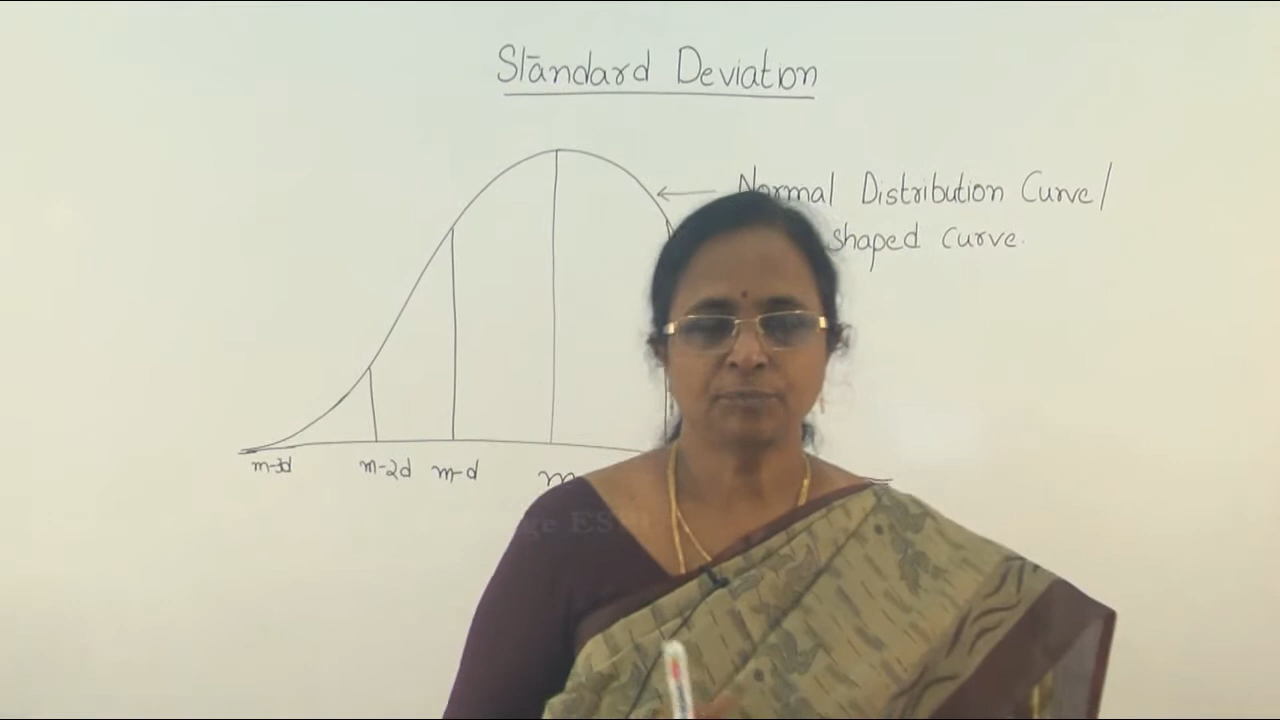 Standard Deviation
Normal Distribution Curve/
shaped curve.
m-3d m-2d m-d m